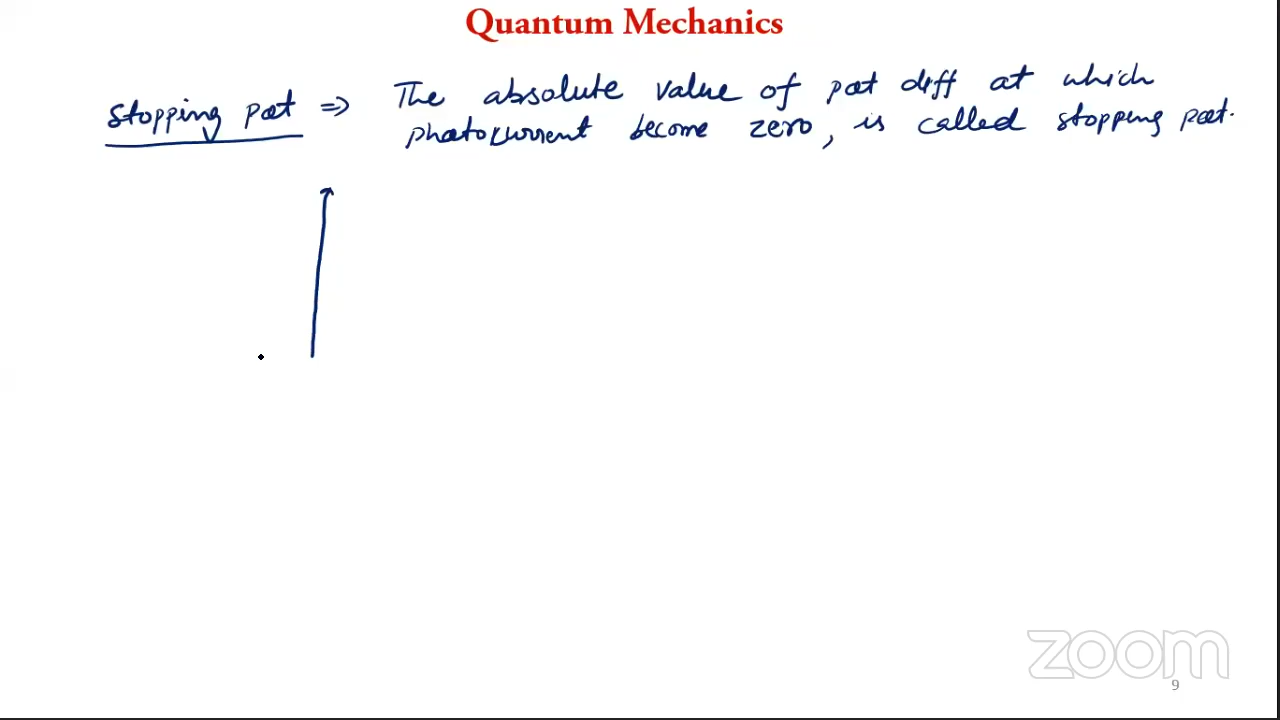 Quantum Mechanics
stopping pot ⇒ The absolute value of pot diff at which
photocurrent become zero, is called stopping pot.
zoom
9